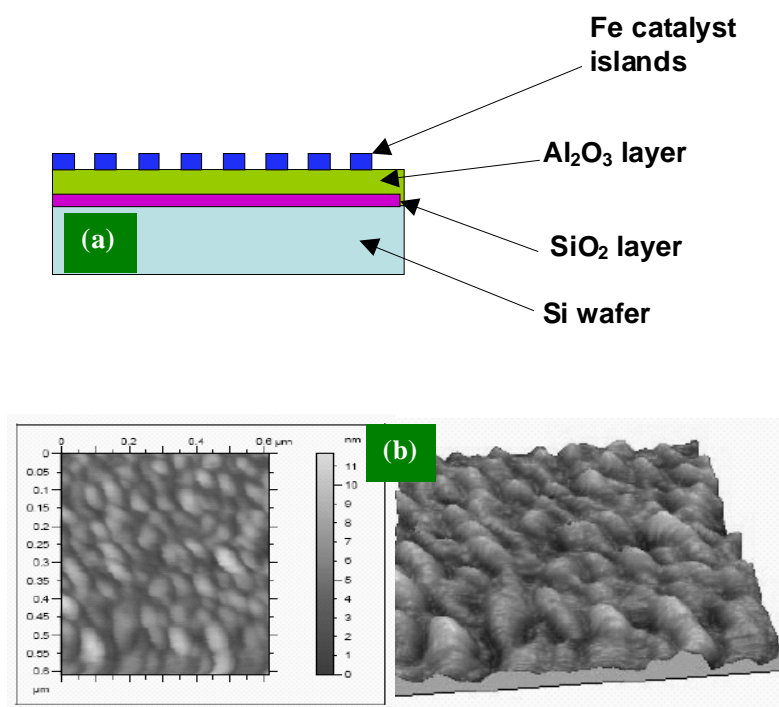 Fe catalyst
islands
Al₂O₃ layer
(a)
SiO₂ layer
Si wafer
(b)
0 0.2 0.4 0.6 µm
nm
0
0.05
0.1
0.15
0.2
0.25
0.3
0.35
0.4
0.45
0.5
0.55
0.6
µm
11
10
9
8
7
6
5
4
3
2
1
0